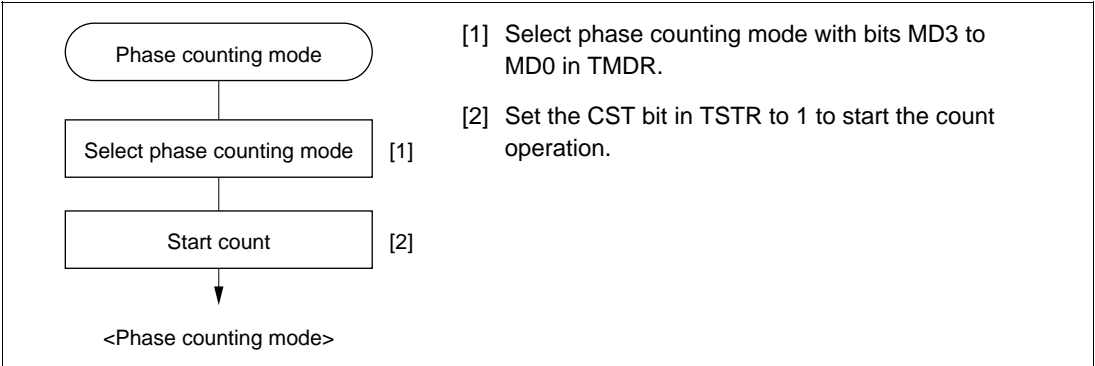 Phase counting mode
Select phase counting mode [1]
Start count [2]
<Phase counting mode>
[1] Select phase counting mode with bits MD3 to
MD0 in TMDR.
[2] Set the CST bit in TSTR to 1 to start the count
operation.